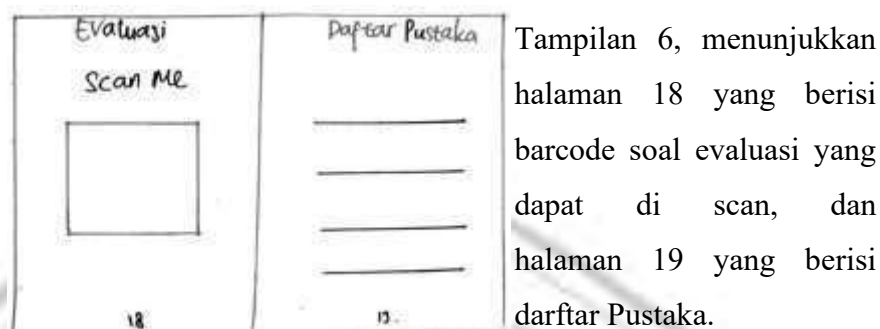 Evaluasi
Scan Me
18
Daftar Pustaka
19.
Tampilan 6, menunjukkan
halaman 18 yang berisi
barcode soal evaluasi yang
dapat di scan, dan
halaman 19 yang berisi
darftar Pustaka.